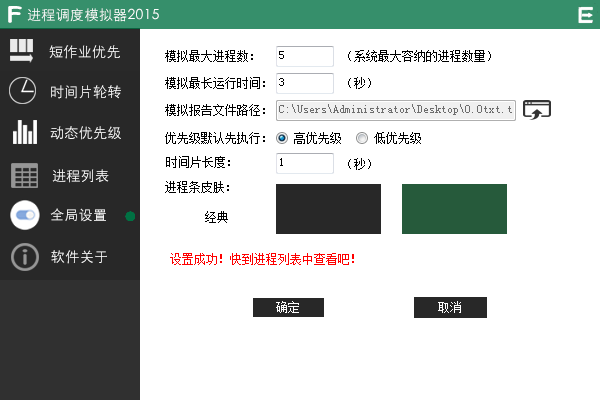 进程调度模拟器2015
短作业优先
时间片轮转
动态优先级
进程列表
全局设置
软件关于
模拟最大进程数: 5 (系统最大容纳的进程数量)
模拟最长运行时间: 3 (秒)
模拟报告文件路径: C:\Users\Administrator\Desktop\0.0txt.t
优先级默认先执行: 高优先级 低优先级
时间片长度: 1 (秒)
进程条皮肤:
经典
设置成功! 快到进程列表中查看吧!
确定 取消